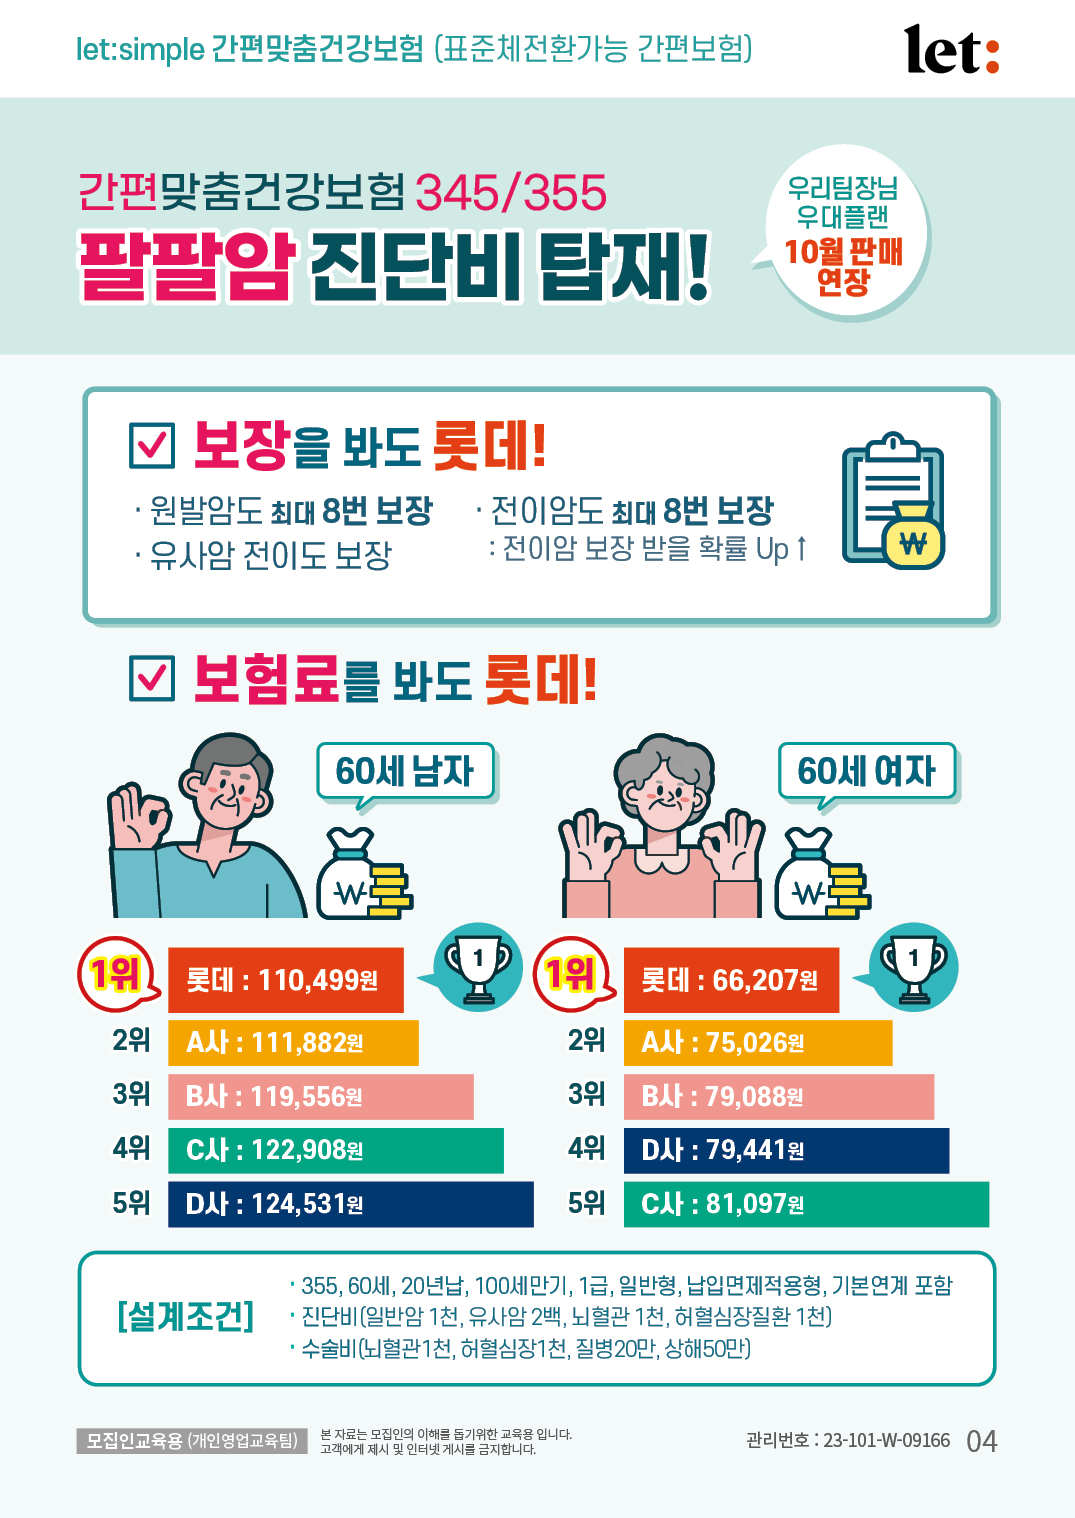 let:simple 간편맞춤건강보험 (표준체전환가능 간편보험)
let:
간편맞춤건강보험 345/355
팔팔암 진단비 탑재!
우리팀장님
우대플랜
10월 판매
연장
보장을 봐도 롯데!
· 원발암도 최대 8번 보장
· 유사암 전이도 보장
· 전이암도 최대 8번 보장
: 전이암 보장 받을 확률 Up ↑
₩
보험료를 봐도 롯데!
60세 남자
₩
1위 롯데 : 110,499원
1
2위 A사 : 111,882원
3위 B사 : 119,556원
4위 C사 : 122,908원
5위 D사 : 124,531원
60세 여자
₩
1위 롯데 : 66,207원
1
2위 A사 : 75,026원
3위 B사 : 79,088원
4위 D사 : 79,441원
5위 C사 : 81,097원
[설계조건]
· 355, 60세, 20년납, 100세만기, 1급, 일반형, 납입면제적용형, 기본연계 포함
· 진단비(일반암 1천, 유사암 2백, 뇌혈관 1천, 허혈심장질환 1천)
· 수술비(뇌혈관1천, 허혈심장1천, 질병20만, 상해50만)
모집인교육용 (개인영업교육팀)
본 자료는 모집인의 이해를 돕기위한 교육용 입니다.
고객에게 제시 및 인터넷 게시를 금지합니다.
관리번호 : 23-101-W-09166 04